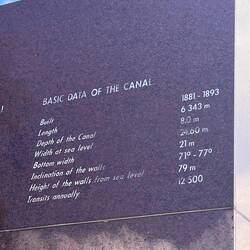 BASIC DATA OF THE CANAL
Built 1881 - 1893
Length 6 343 m
Depth of the Canal 8.0 m
Width at sea level 24.60 m
Bottom width 21 m
Inclination of the walls 71° - 77°
Height of the walls from sea level 79 m
Transits annually 12 500